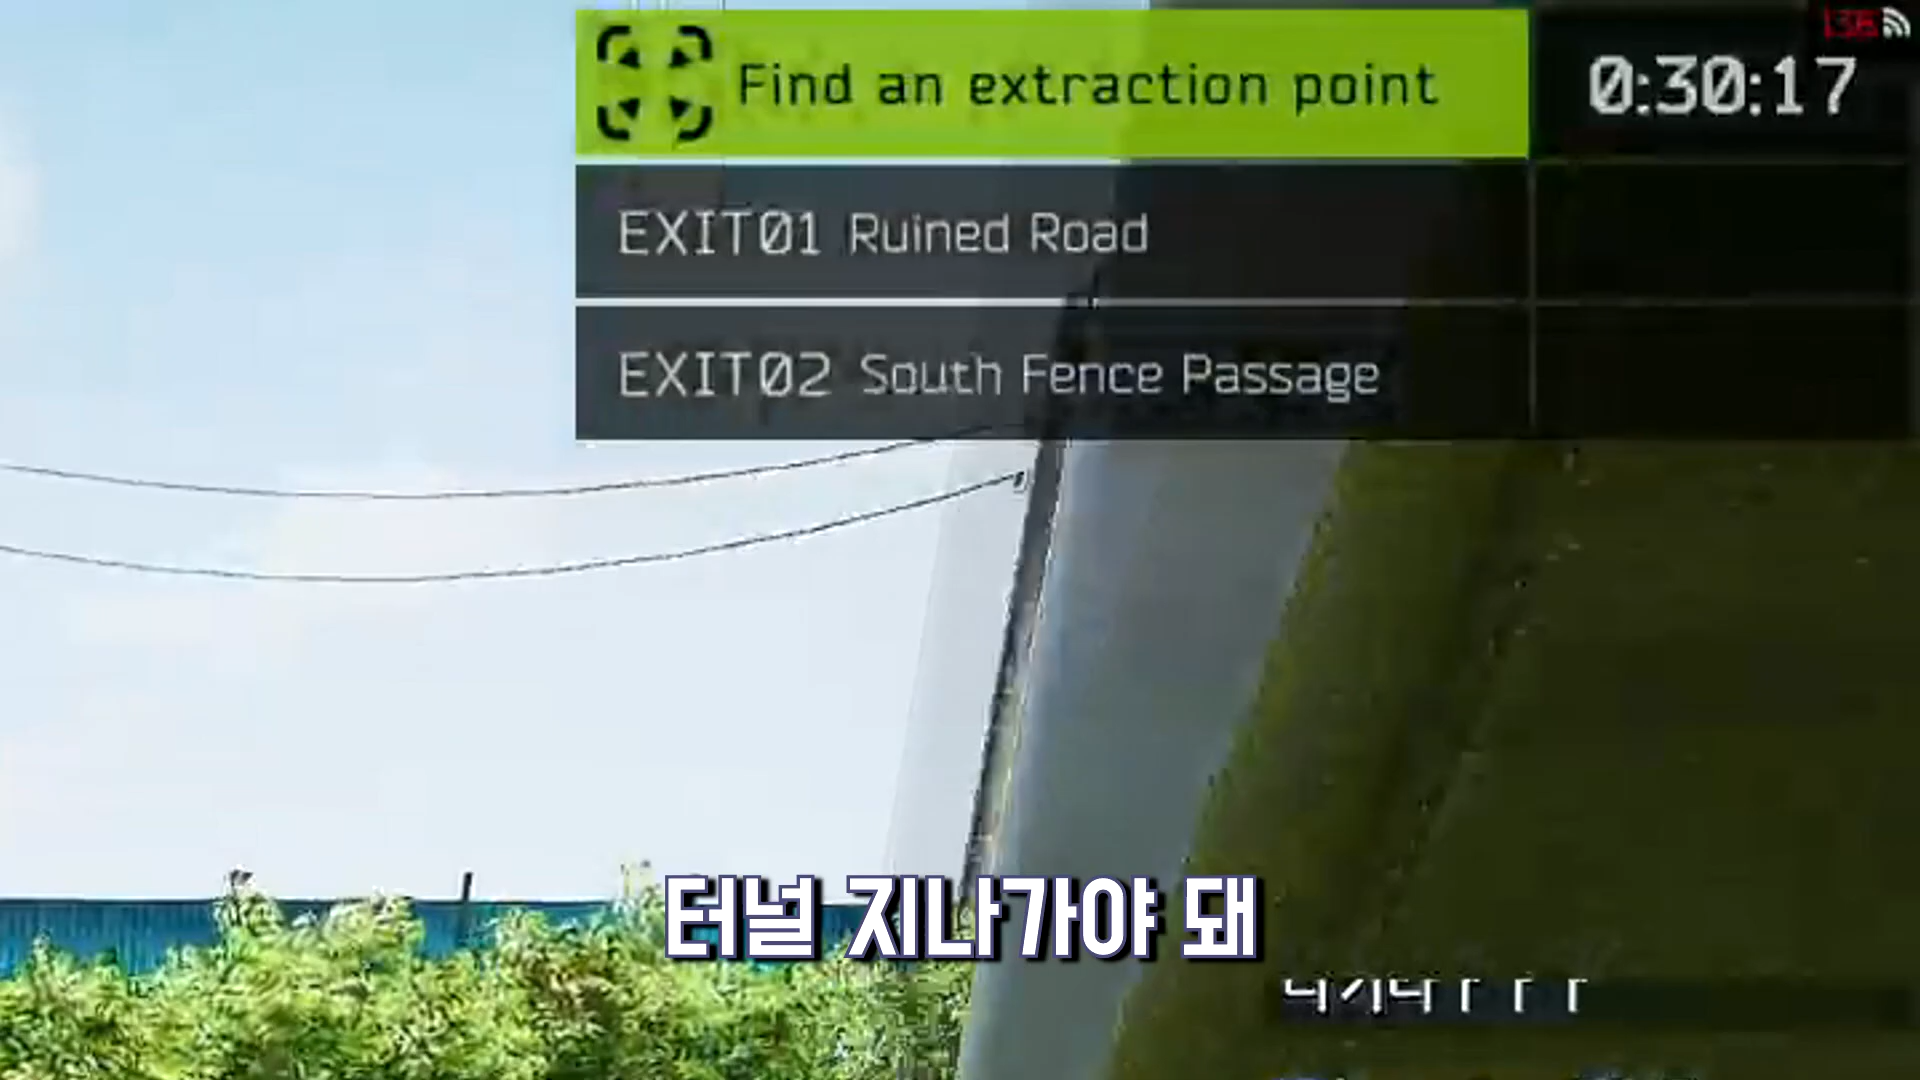 Find an extraction point
0:30:17
EXIT01 Ruined Road
EXIT02 South Fence Passage
터널 지나가야 돼